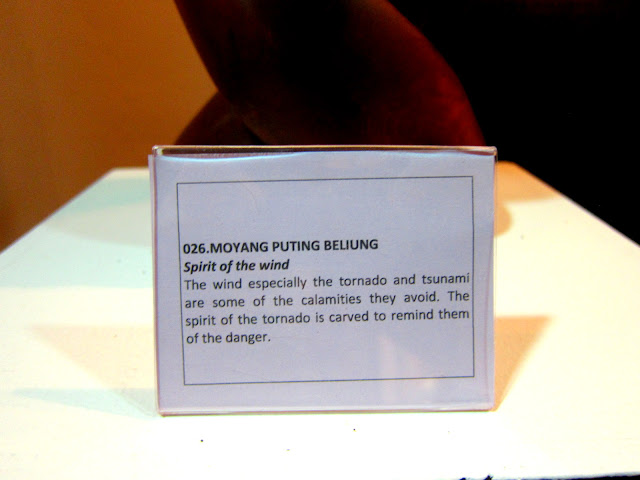 026.MOYANG PUTING BELIUNG
Spirit of the wind
The wind especially the tornado and tsunami
are some of the calamities they avoid. The
spirit of the tornado is carved to remind them
of the danger.